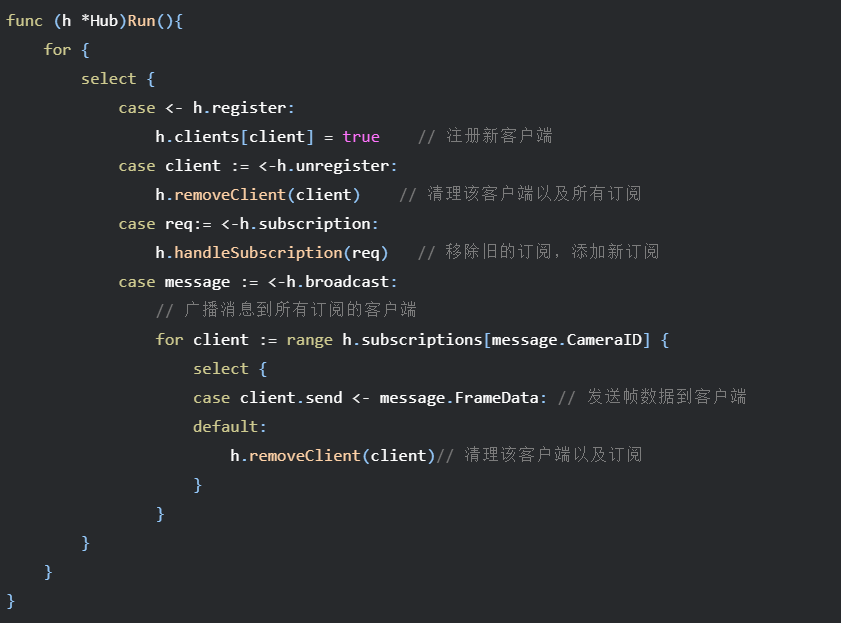 func (h *Hub)Run(){
    for {
        select {
            case <- h.register:
                h.clients[client] = true    // 注册新客户端
            case client := <-h.unregister:
                h.removeClient(client)    // 清理该客户端以及所有订阅
            case req:= <-h.subscription:
                h.handleSubscription(req)   // 移除旧的订阅，添加新订阅
            case message := <-h.broadcast:
                // 广播消息到所有订阅的客户端
                for client := range h.subscriptions[message.CameraID] {
                    select {
                    case client.send <- message.FrameData: // 发送帧数据到客户端
                    default:
                        h.removeClient(client)// 清理该客户端以及订阅
                    }
                }
        }
    }
}